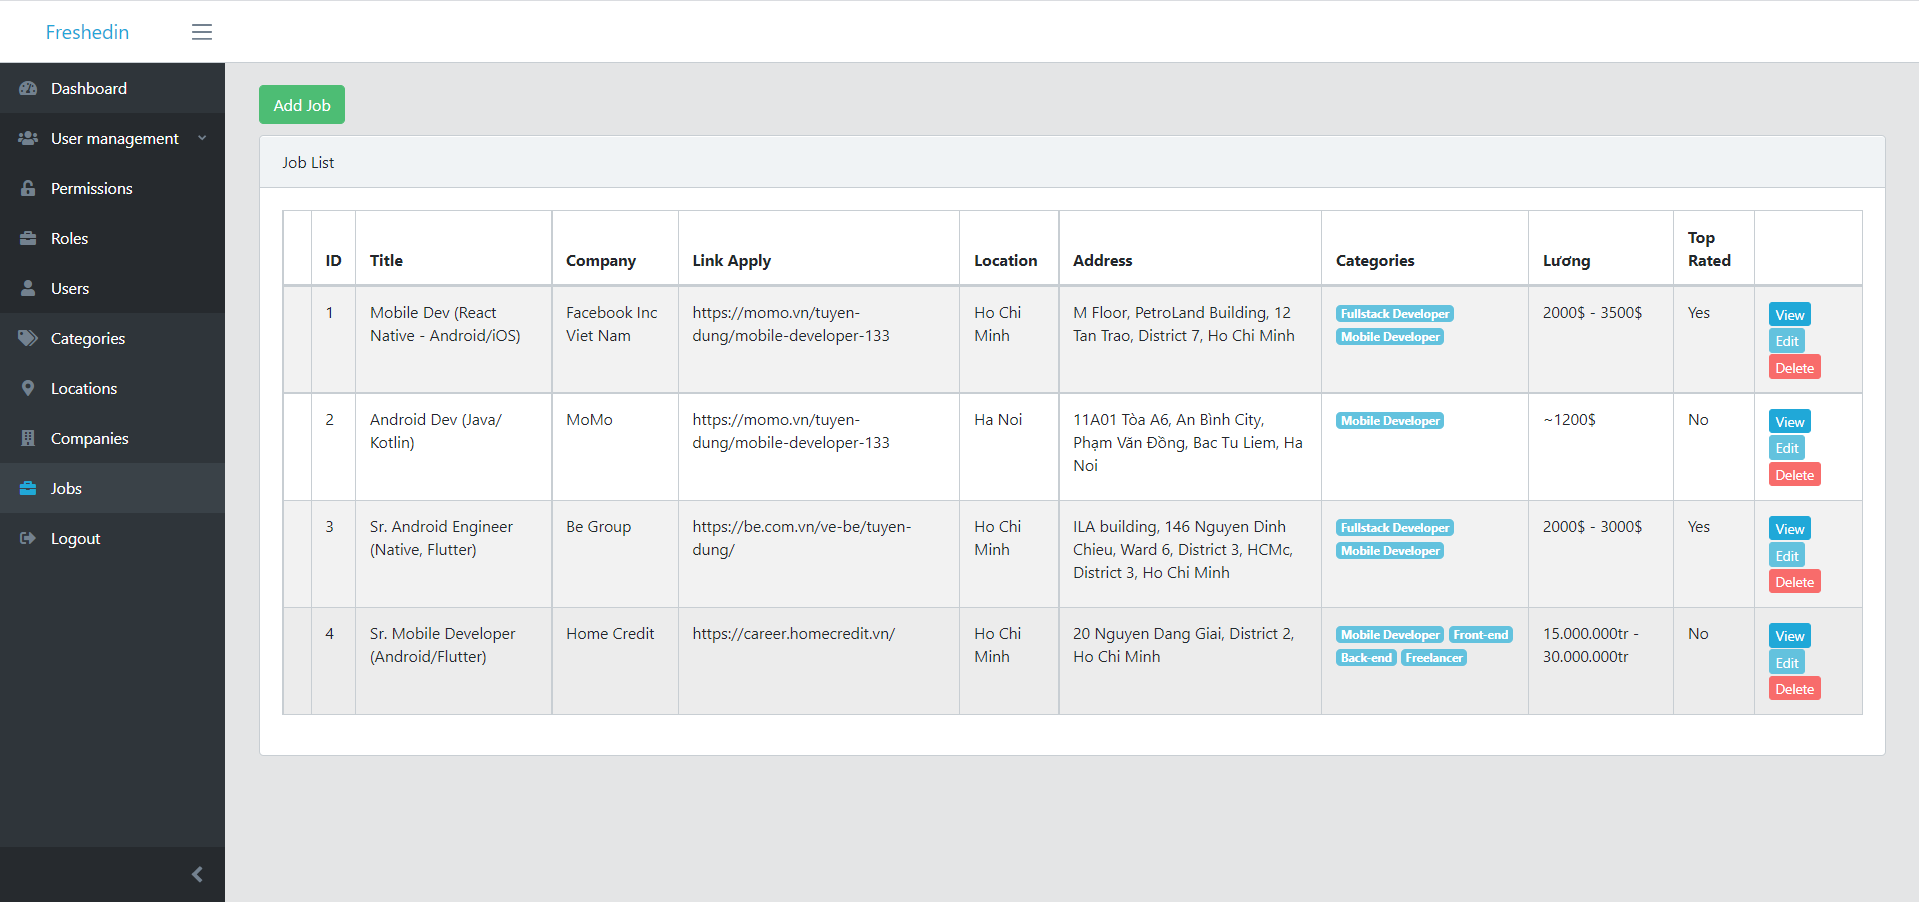 Freshedin
Dashboard
User management
Permissions
Roles
Users
Categories
Locations
Companies
Jobs
Logout
Add Job
Job List
ID Title Company Link Apply Location Address Categories Lương Top
Rated
1 Mobile Dev (React Facebook Inc https://momo.vn/tuyen- Ho Chi M Floor, PetroLand Building, 12 Fullstack Developer 2000$ - 3500$ Yes View
Native - Android/iOS) Viet Nam dung/mobile-developer-133 Minh Tan Trao, District 7, Ho Chi Minh Mobile Developer Edit
Delete
2 Android Dev (Java/ MoMo https://momo.vn/tuyen- Ha Noi 11A01 Tòa A6, An Bình City, Mobile Developer ~1200$ No View
Kotlin) dung/mobile-developer-133 Phạm Văn Đồng, Bac Tu Liem, Ha Edit
Noi Delete
3 Sr. Android Engineer Be Group https://be.com.vn/ve-be/tuyen- Ho Chi ILA building, 146 Nguyen Dinh Fullstack Developer 2000$ - 3000$ Yes View
(Native, Flutter) dung/ Minh Chieu, Ward 6, District 3, HCMc, Mobile Developer Edit
District 3, Ho Chi Minh Delete
4 Sr. Mobile Developer Home Credit https://career.homecredit.vn/ Ho Chi 20 Nguyen Dang Giai, District 2, Mobile Developer Front-end 15.000.000tr - No View
(Android/Flutter) Minh Ho Chi Minh Back-end Freelancer 30.000.000tr Edit
Delete